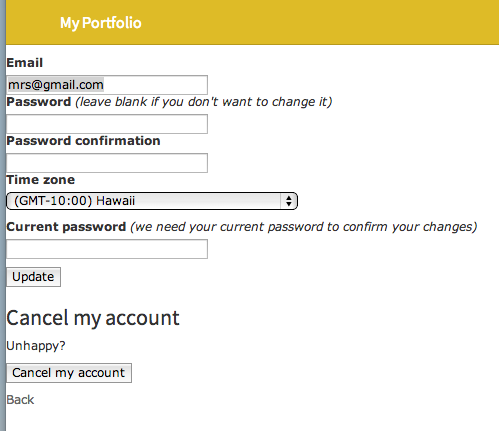 My Portfolio
Email
mrs@gmail.com
Password (leave blank if you don't want to change it)
Password confirmation
Time zone
(GMT-10:00) Hawaii
Current password (we need your current password to confirm your changes)
Update
Cancel my account
Unhappy?
Cancel my account
Back